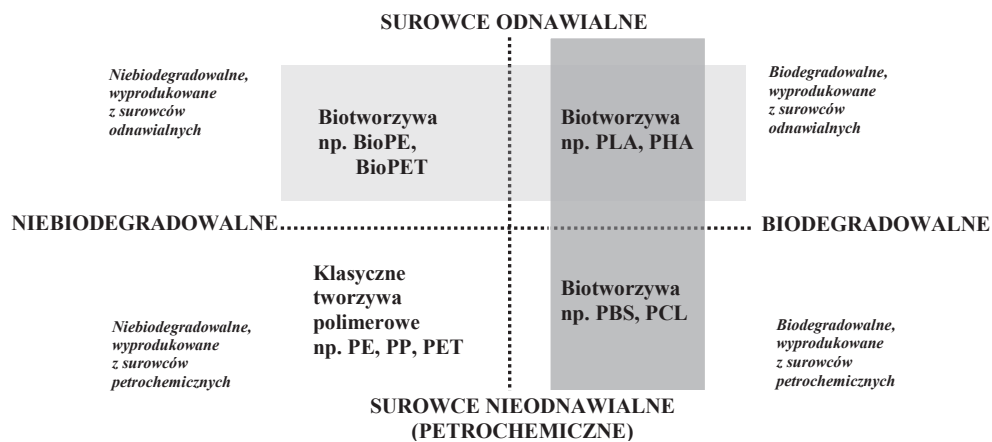 SUROWCE ODNAWIALNE
Niebiodegradowalne,
wyprodukowane
z surowców
odnawialnych
Biotworzywa
np. BioPE,
BioPET
Biotworzywa
np. PLA, PHA
Biodegradowalne,
wyprodukowane
z surowców
odnawialnych
NIEBIODEGRADOWALNE
BIODEGRADOWALNE
Niebiodegradowalne,
wyprodukowane
z surowców
petrochemicznych
Klasyczne
tworzywa
polimerowe
np. PE, PP, PET
Biotworzywa
np. PBS, PCL
Biodegradowalne,
wyprodukowane
z surowców
petrochemicznych
SUROWCE NIEODNAWIALNE
(PETROCHEMICZNE)